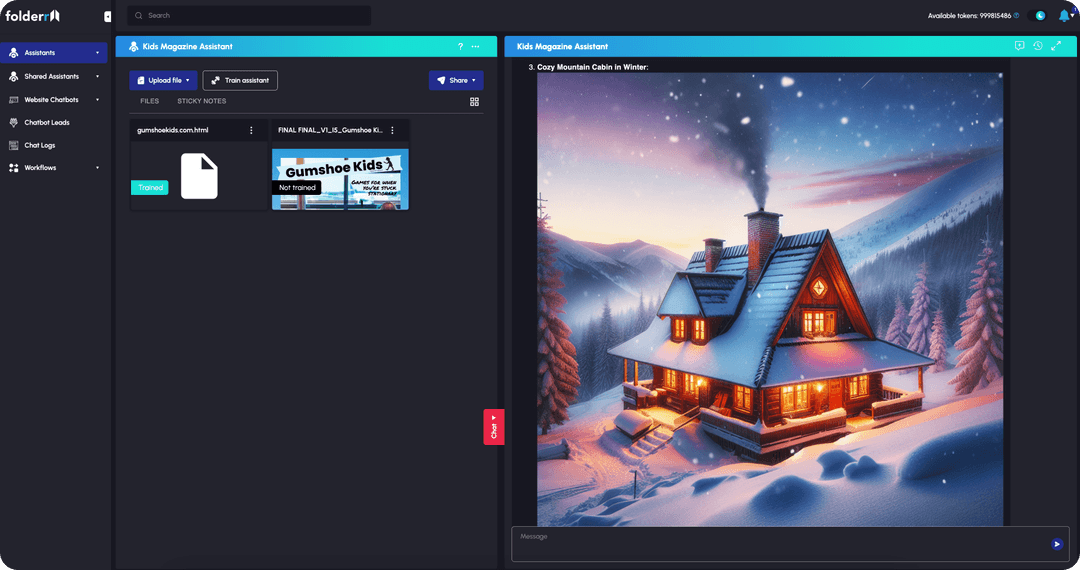 folderr
Search
Available tokens: 999815486
Assistants
Shared Assistants
Website Chatbots
Chatbot Leads
Chat Logs
Workflows
Kids Magazine Assistant
?
Upload file
Train assistant
Share
FILES
STICKY NOTES
gumshoekids.com.html
Trained
FINAL FINAL_V1_15_Gumshoe Ki...
Gumshoe Kids
GAMES FOR WHEN
YOU'RE STUCK
STATIONARY
Not trained
Chat
Kids Magazine Assistant
3. Cozy Mountain Cabin in Winter:
Message